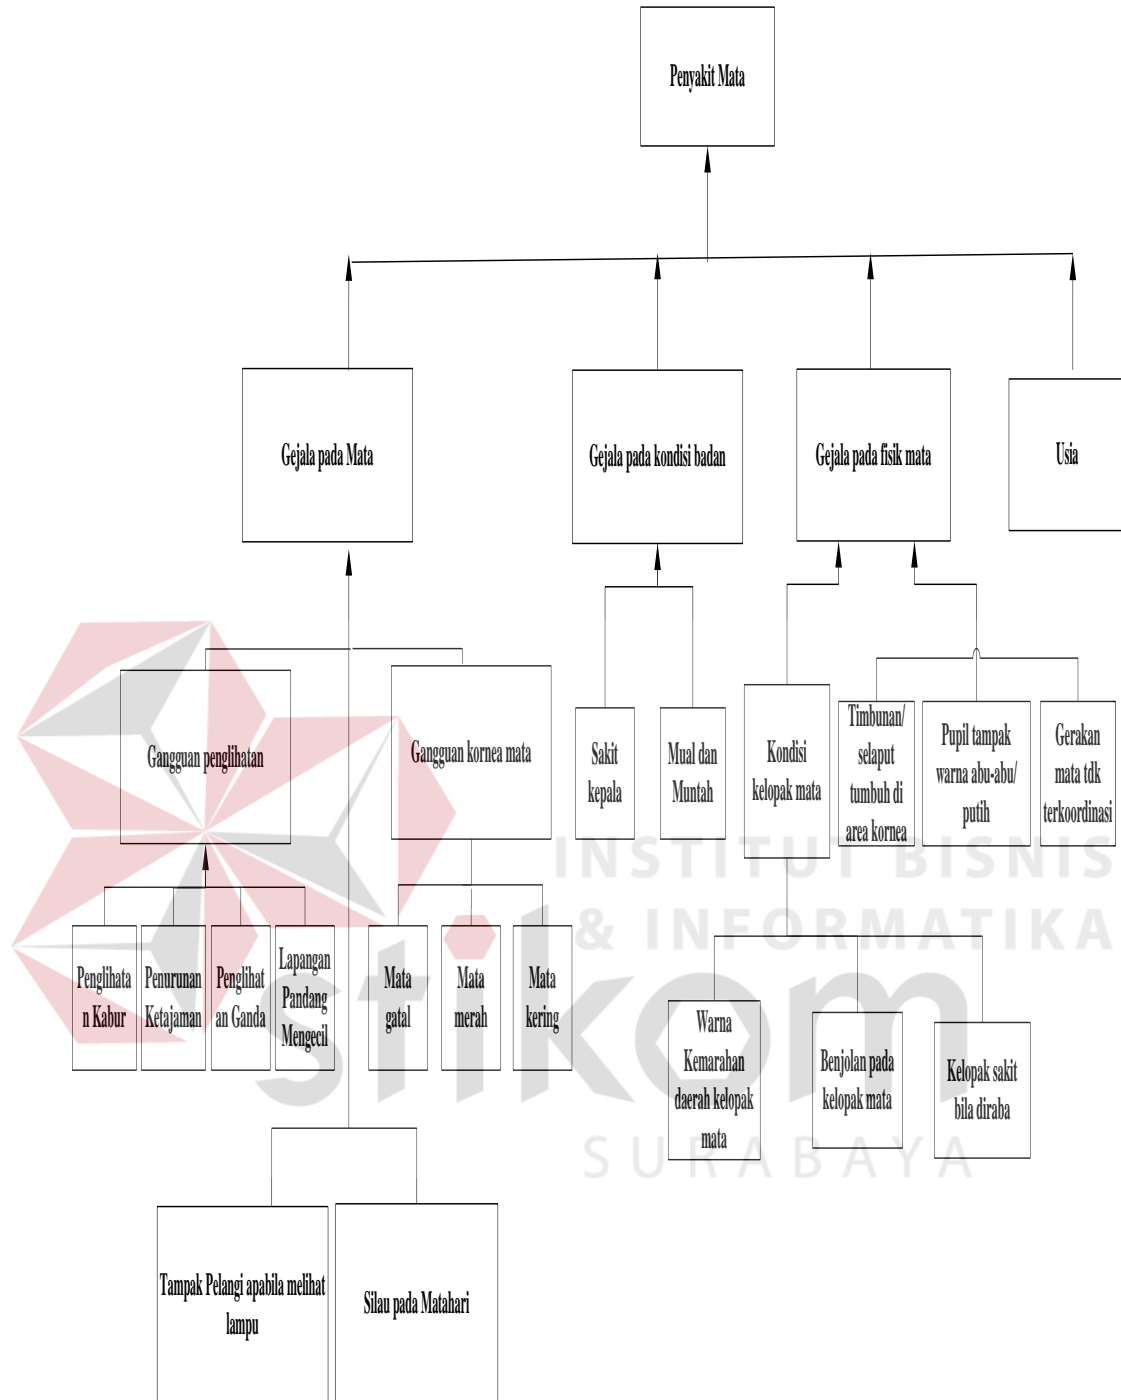 Penyakit Mata
Gejala pada Mata
Gejala pada kondisi badan
Gejala pada fisik mata
Usia
Gangguan penglihatan
Gangguan kornea mata
Sakit
kepala
Mual dan
Muntah
Kondisi
kelopak mata
Timbunan/
selaput
tumbuh di
area kornea
Pupil tampak
warna abu-abu/
putih
Gerakan
mata tdk
terkoordinasi
Penglihata
n Kabur
Penurunan
Ketajaman
Penglihat
an Ganda
Lapangan
Pandang
Mengecil
Mata
gatal
Mata
merah
Mata
kering
Warna
Kemarahan
daerah kelopak
mata
Benjolan pada
kelopak mata
Kelopak sakit
bila diraba
Tampak Pelangi apabila melihat
lampu
Silau pada Matahari
INSTITUT BISNIS
& INFORMATIKA
stikom
SURABAYA